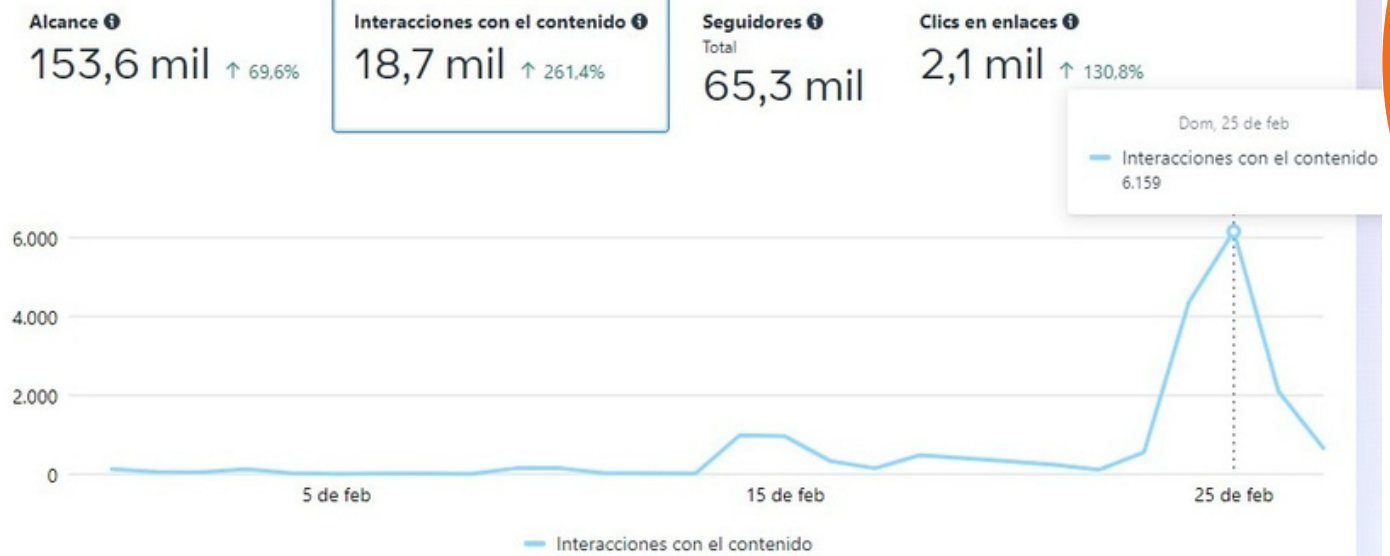 Alcance
153,6 mil ↑ 69,6%
Interacciones con el contenido
18,7 mil ↑ 261,4%
Seguidores
Total
65,3 mil
Clics en enlaces
2,1 mil ↑ 130,8%
Dom, 25 de feb
Interacciones con el contenido
6.159
6.000
4.000
2.000
0
5 de feb
15 de feb
25 de feb
Interacciones con el contenido